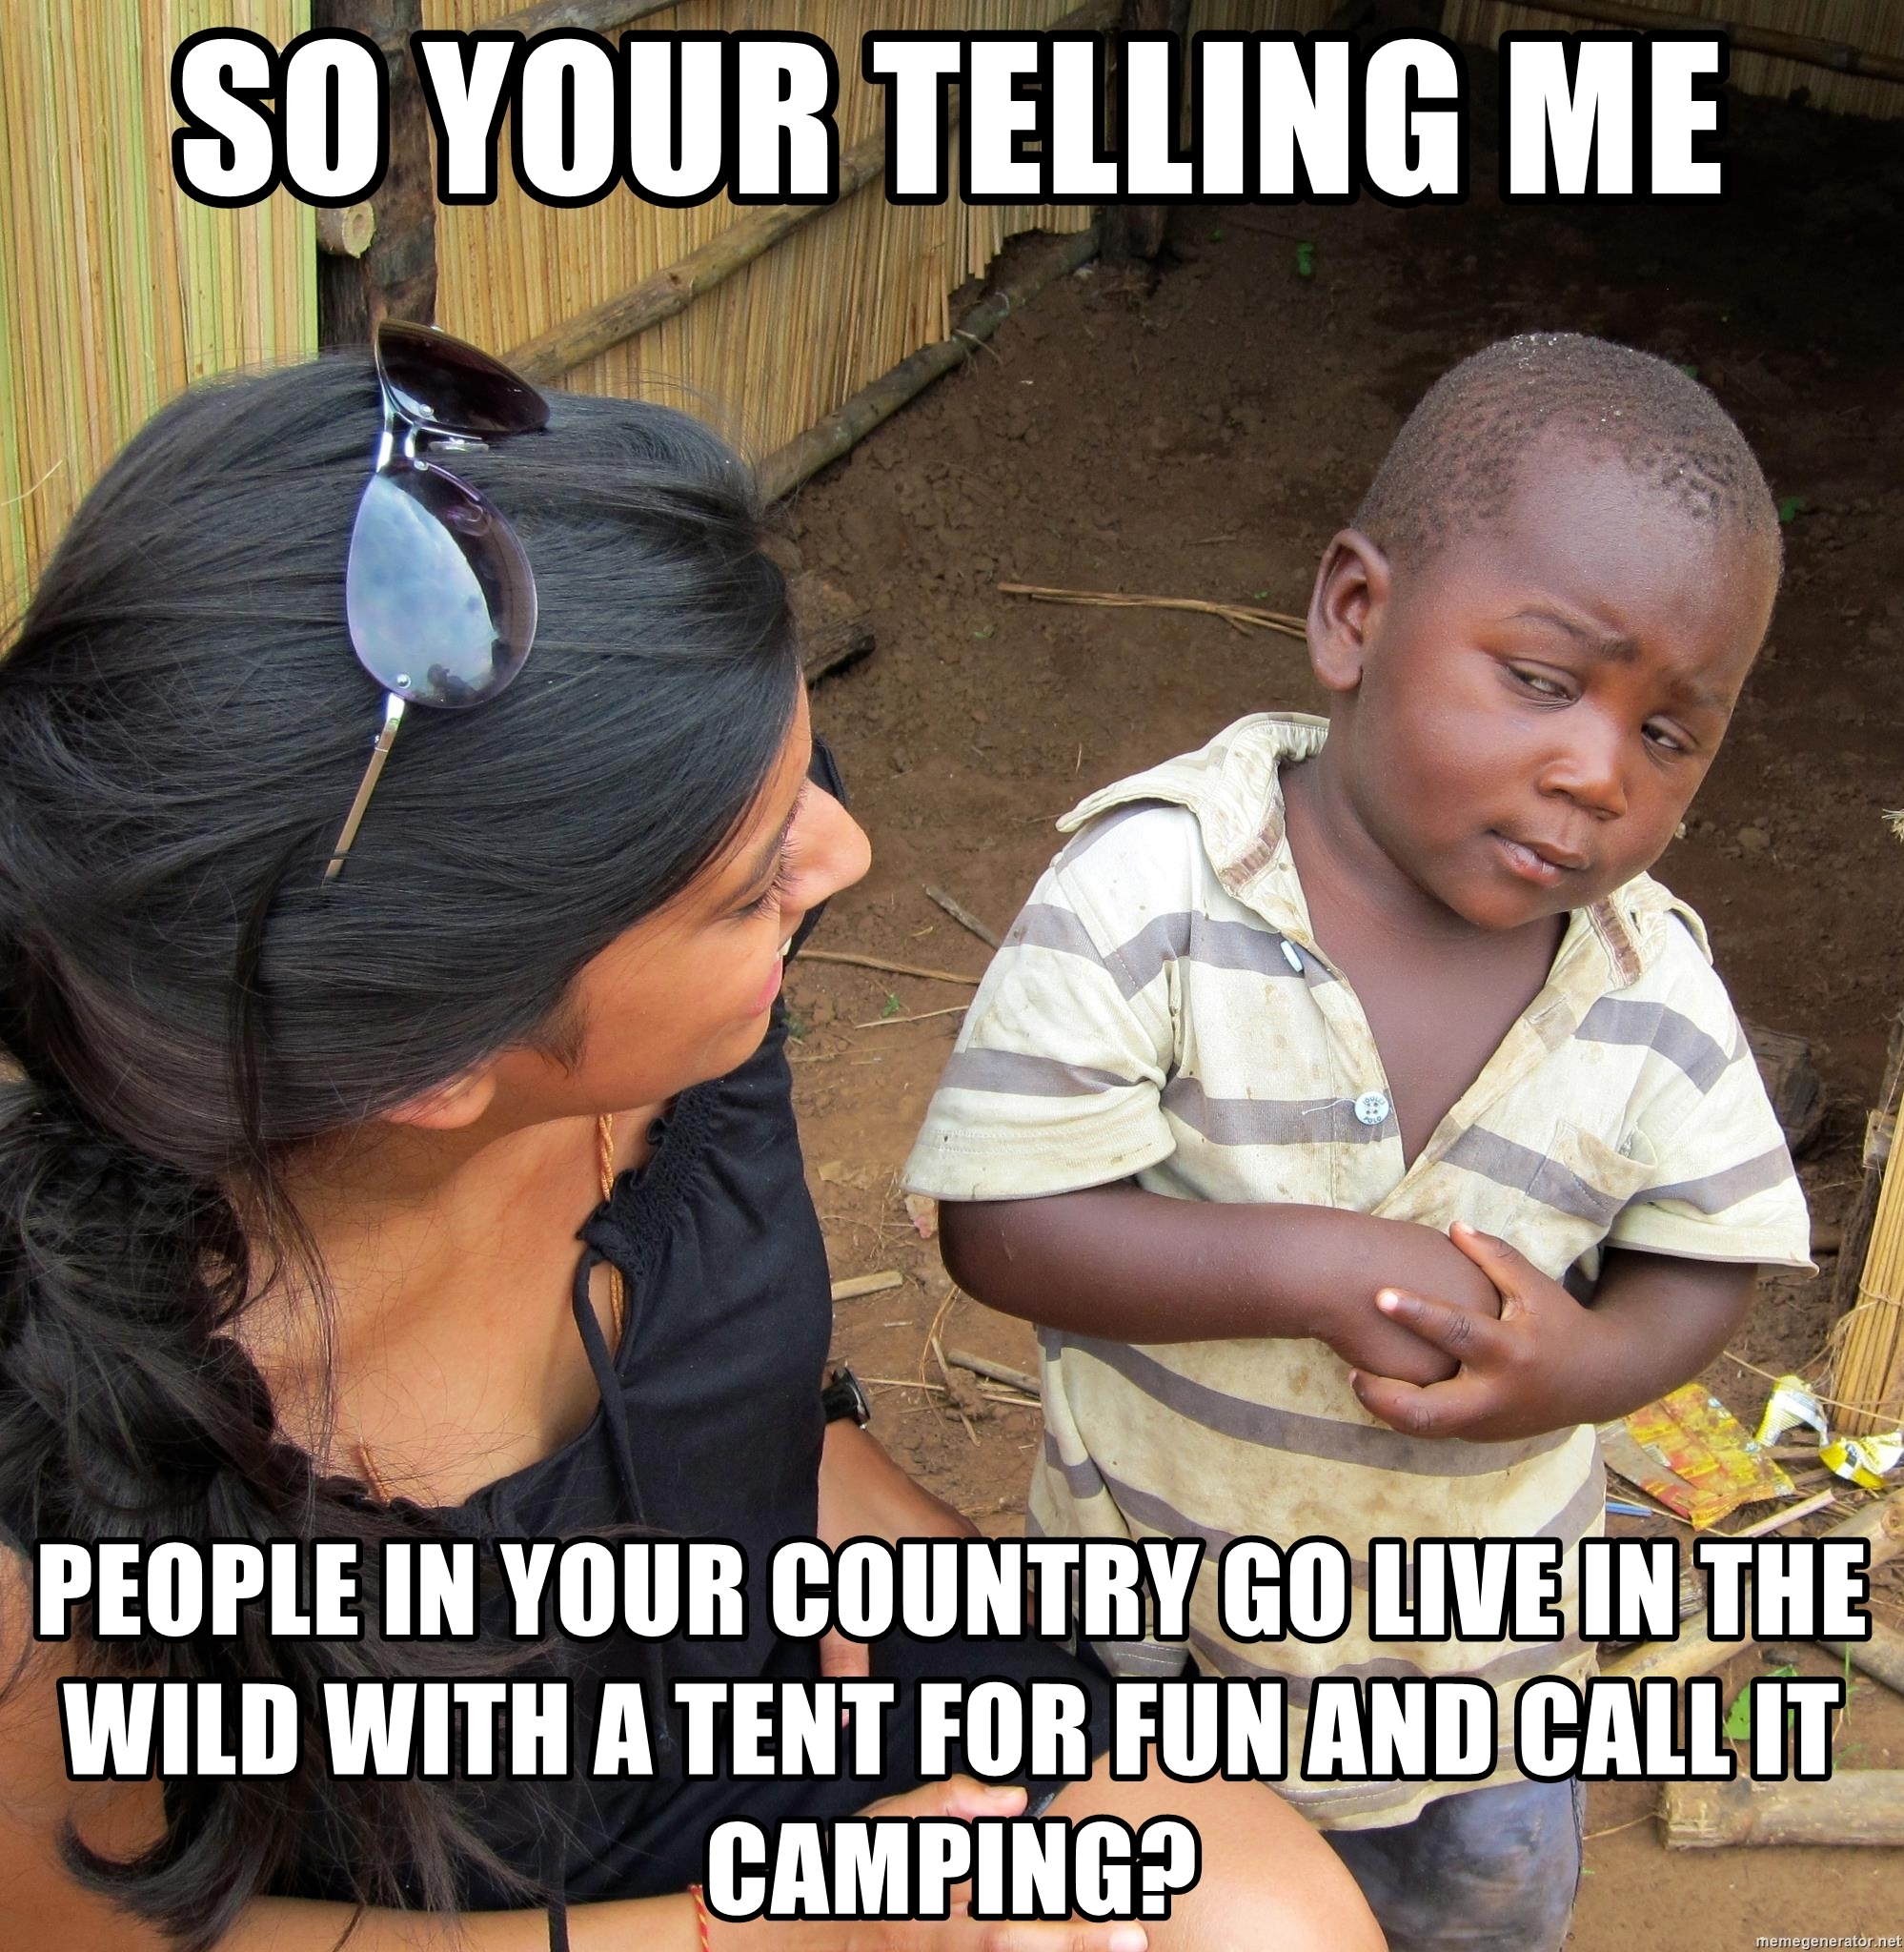 SO YOUR TELLING ME
PEOPLE IN YOUR COUNTRY GO LIVE IN THE
WILD WITH A TENT FOR FUN AND CALL IT
CAMPING?
memegenerator.net